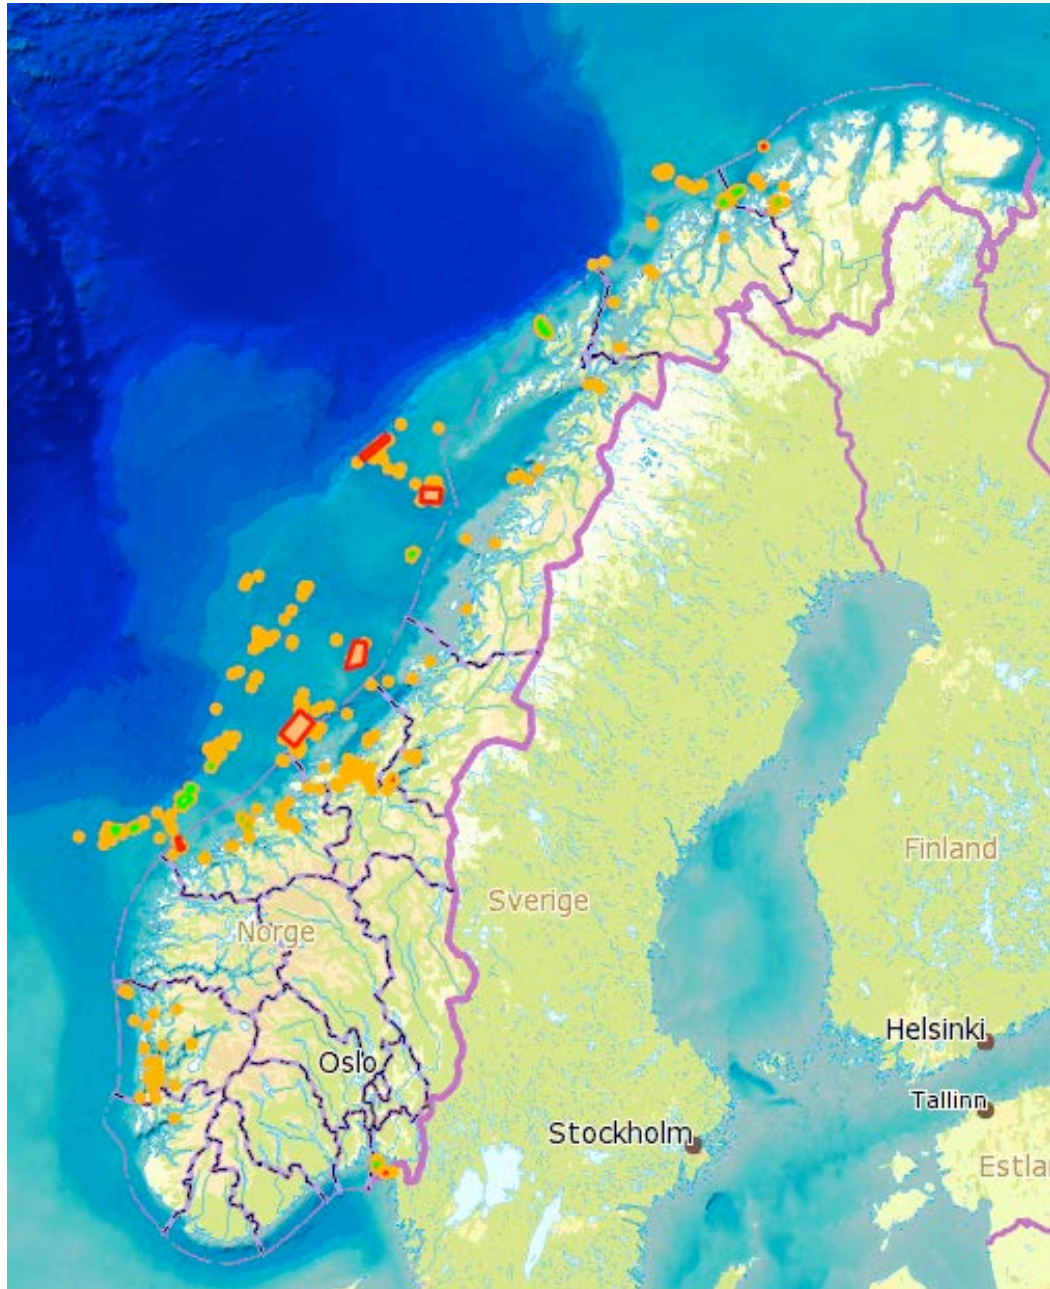 Finland
Sverige
Norge
Helsinki
Oslo
Tallinn
Stockholm
Estla